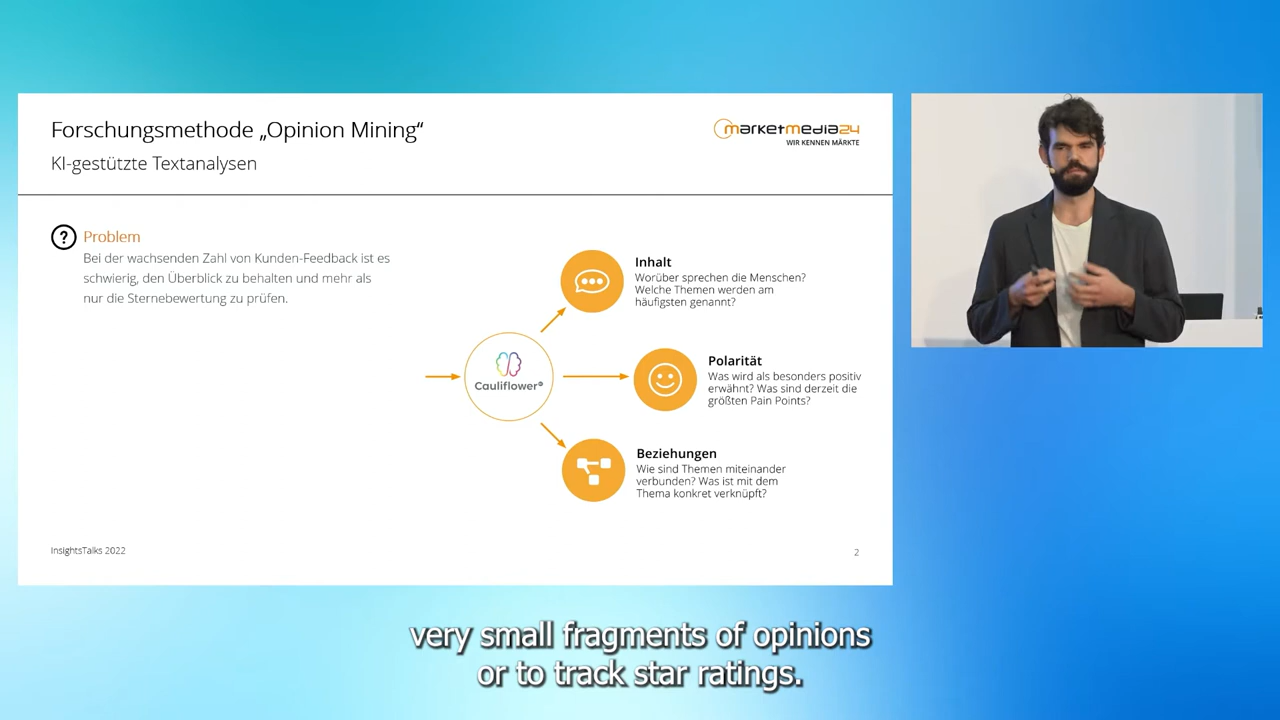 Forschungsmethode „Opinion Mining“
KI-gestützte Textanalysen
marketmedia24
WIR KENNEN MÄRKTE
Problem
Bei der wachsenden Zahl von Kunden-Feedback ist es
schwierig, den Überblick zu behalten und mehr als
nur die Sternebewertung zu prüfen.
Inhalt
Worüber sprechen die Menschen?
Welche Themen werden am
häufigsten genannt?
Cauliflower
Polarität
Was wird als besonders positiv
erwähnt? Was sind derzeit die
größten Pain Points?
Beziehungen
Wie sind Themen miteinander
verbunden? Was ist mit dem
Thema konkret verknüpft?
InsightsTalks 2022
2
very small fragments of opinions
or to track star ratings.